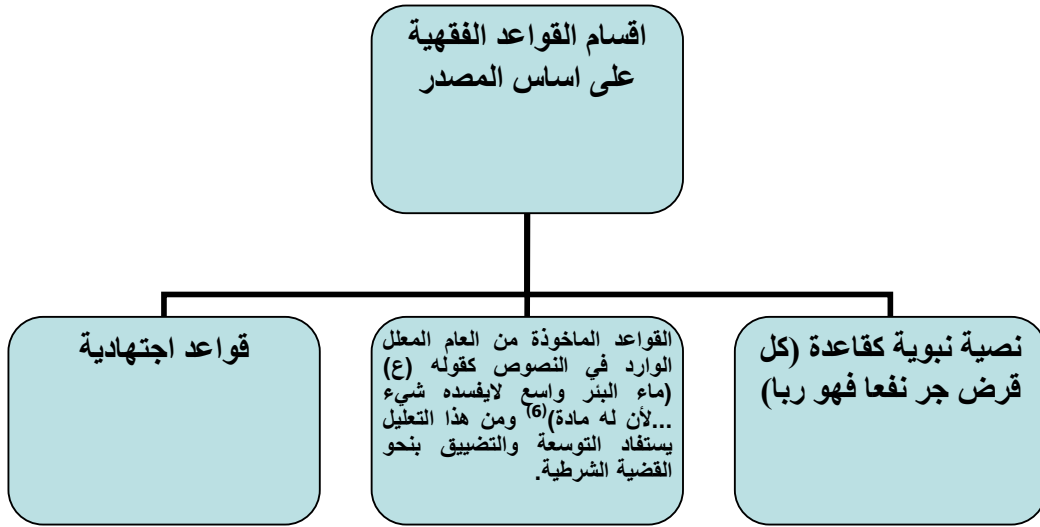 اقسام القواعد الفقهية
على اساس المصدر
نصية نبوية كقاعدة (كل
قرض جر نفعا فهو ربا)
القواعد الماخوذة من العام المعلل
الوارد في النصوص كقوله (ع)
(ماء البئر واسع لايفسده شيء
...لأن له مادة)(6) ومن هذا التعليل
يستفاد التوسعة والتضييق بنحو
القضية الشرطية.
قواعد اجتهادية